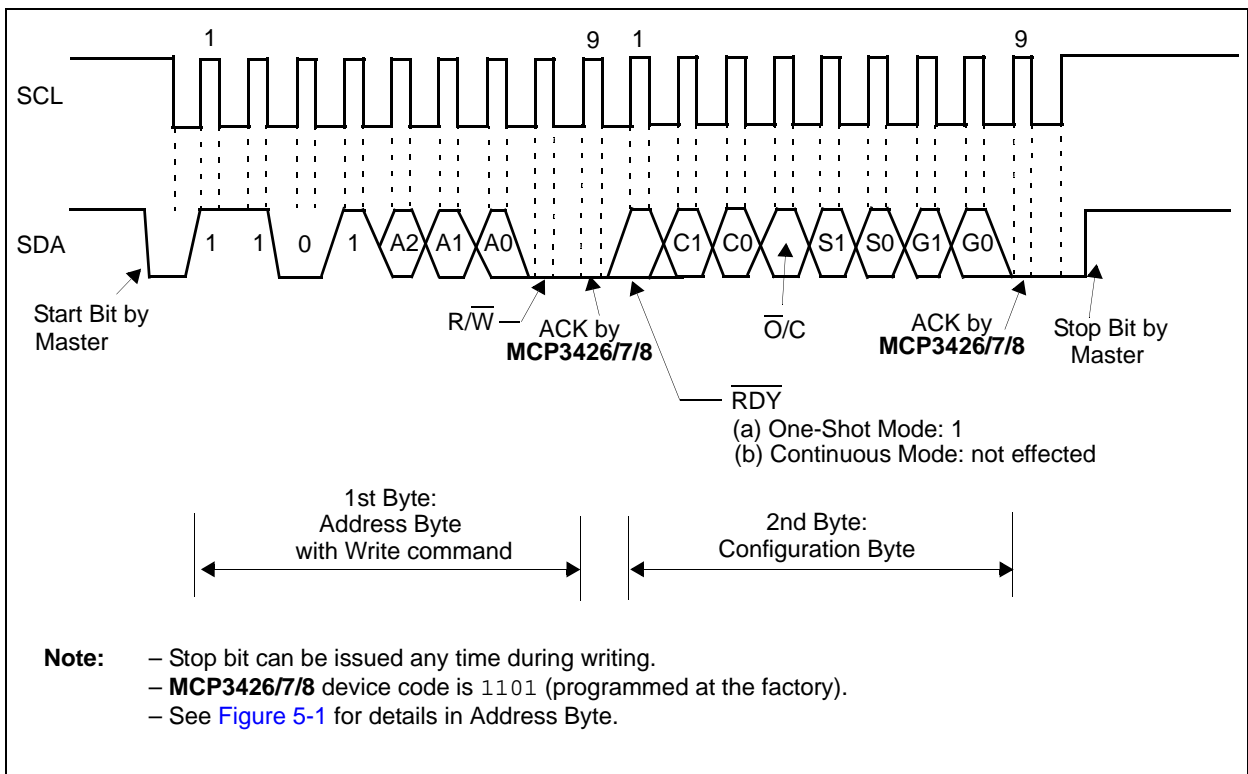 1 9 1 9
SCL
SDA
1 1 0 1 A2 A1 A0 C1 C0 S1 S0 G1 G0
Start Bit by
Master
R/W̅
ACK by
MCP3426/7/8
O̅/C
ACK by
MCP3426/7/8
Stop Bit by
Master
R̅D̅Y̅
(a) One-Shot Mode: 1
(b) Continuous Mode: not effected
1st Byte:
Address Byte
with Write command
2nd Byte:
Configuration Byte
Note: – Stop bit can be issued any time during writing.
– MCP3426/7/8 device code is 1101 (programmed at the factory).
– See Figure 5-1 for details in Address Byte.